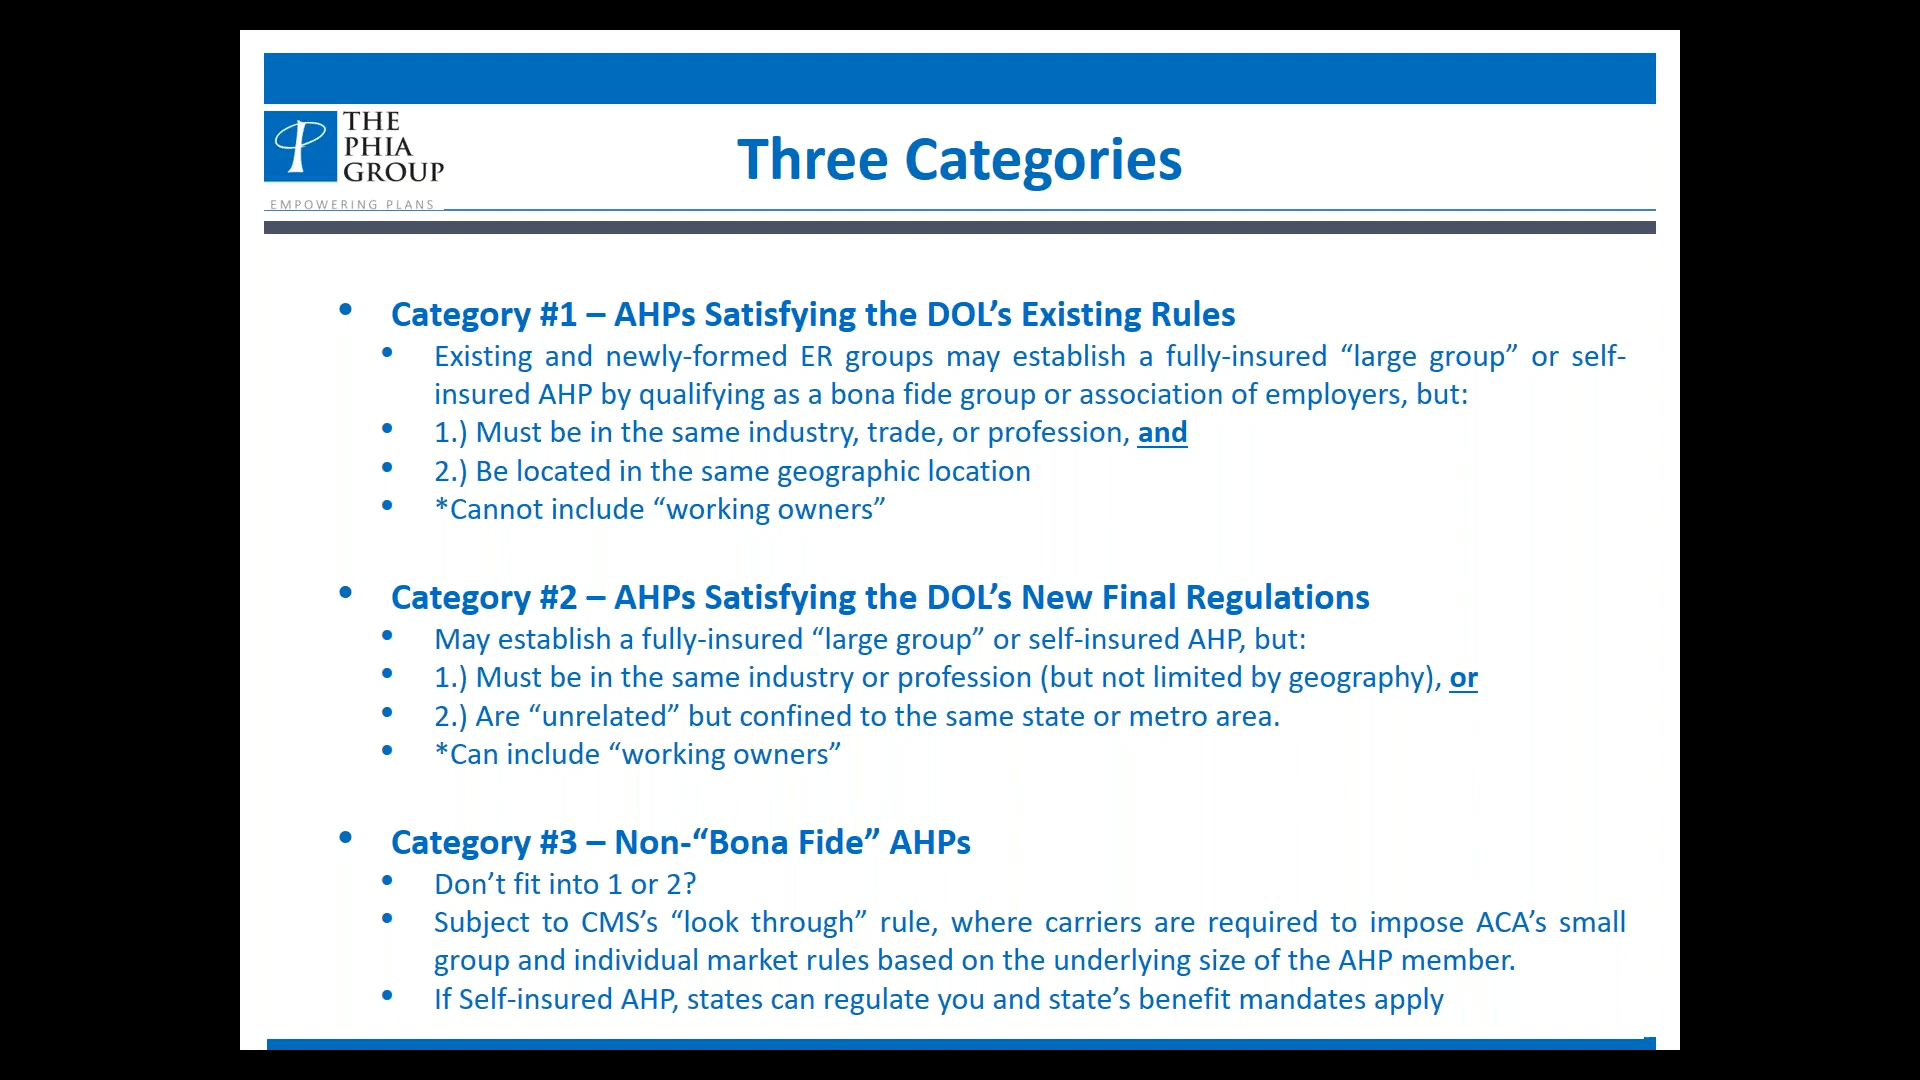 THE
PHIA
GROUP
EMPOWERING PLANS
Three Categories
• Category #1 – AHPs Satisfying the DOL’s Existing Rules
• Existing and newly-formed ER groups may establish a fully-insured “large group” or self-
insured AHP by qualifying as a bona fide group or association of employers, but:
• 1.) Must be in the same industry, trade, or profession, and
• 2.) Be located in the same geographic location
• *Cannot include “working owners”
• Category #2 – AHPs Satisfying the DOL’s New Final Regulations
• May establish a fully-insured “large group” or self-insured AHP, but:
• 1.) Must be in the same industry or profession (but not limited by geography), or
• 2.) Are “unrelated” but confined to the same state or metro area.
• *Can include “working owners”
• Category #3 – Non-“Bona Fide” AHPs
• Don’t fit into 1 or 2?
• Subject to CMS’s “look through” rule, where carriers are required to impose ACA’s small
group and individual market rules based on the underlying size of the AHP member.
• If Self-insured AHP, states can regulate you and state’s benefit mandates apply